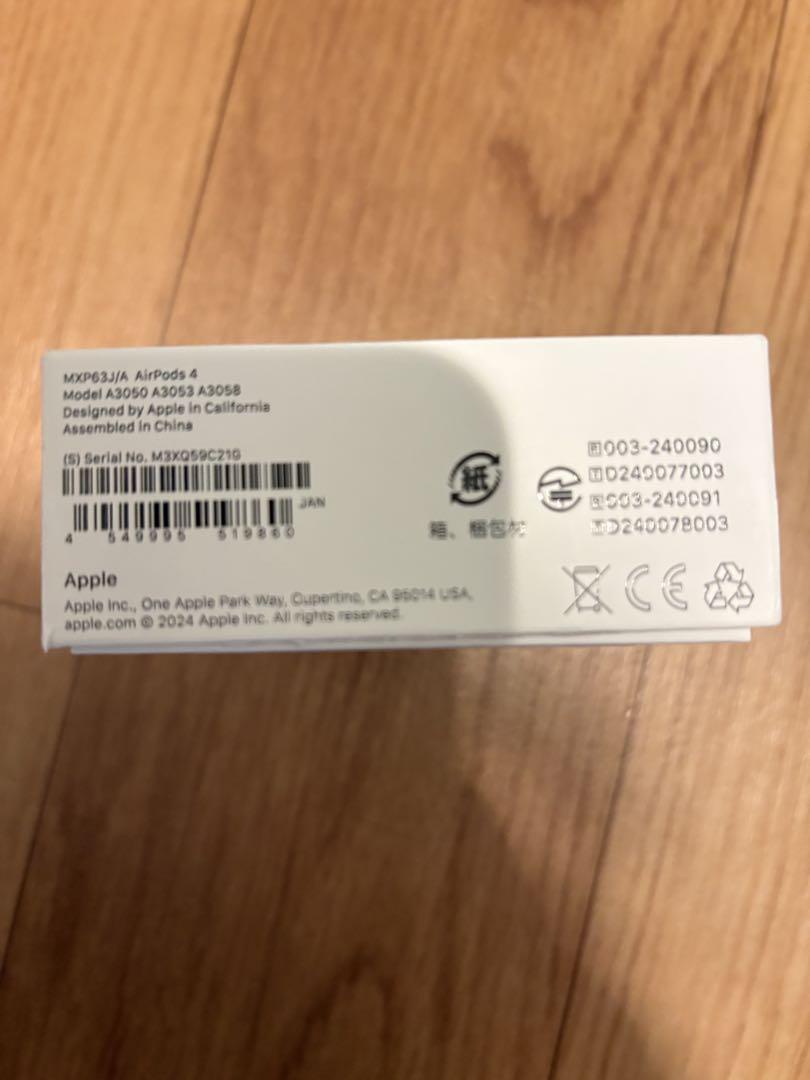 MXP63J/A AirPods 4
Model A3050 A3053 A3058
Designed by Apple in California
Assembled in China
(S) Serial No. M3XQ59C21G
JAN
4 549995 519860
Apple
Apple Inc., One Apple Park Way, Cupertino, CA 95014 USA,
apple.com © 2024 Apple Inc. All rights reserved.
紙
箱、梱包材
R 003-240090
T D240077003
R 003-240091
T D240078003
CE